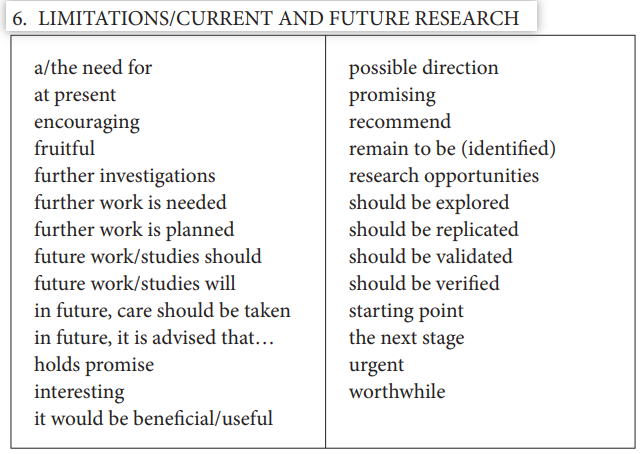 6. LIMITATIONS/CURRENT AND FUTURE RESEARCH
a/the need for
at present
encouraging
fruitful
further investigations
further work is needed
further work is planned
future work/studies should
future work/studies will
in future, care should be taken
in future, it is advised that…
holds promise
interesting
it would be beneficial/useful
possible direction
promising
recommend
remain to be (identified)
research opportunities
should be explored
should be replicated
should be validated
should be verified
starting point
the next stage
urgent
worthwhile